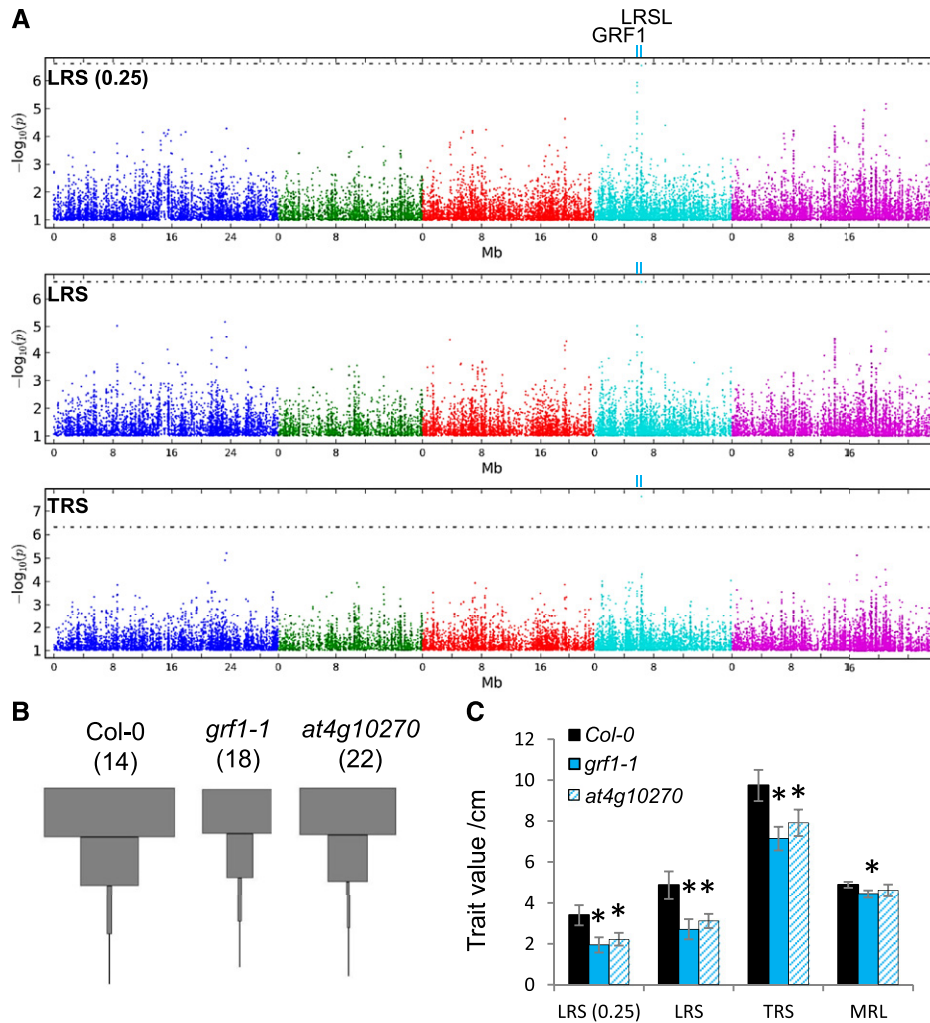 A
LRSL
GRF1
LRS (0.25)
−log10(p)
6
5
4
3
2
1
0 8 16 24 0 0 8 16 0 8 0 8 16
Mb
LRS
−log10(p)
6
5
4
3
2
1
0 8 16 24 0 0 8 16 0 8 0 8 16
Mb
TRS
−log10(p)
7
6
5
4
3
2
1
0 8 16 24 0 0 8 16 0 8 0 8 16
Mb
B
Col-0 grf1-1 at4g10270
(14) (18) (22)
C
Trait value /cm
12
10
8
6
4
2
0
Col-0
grf1-1
at4g10270
* * ** * * *
LRS (0.25) LRS TRS MRL